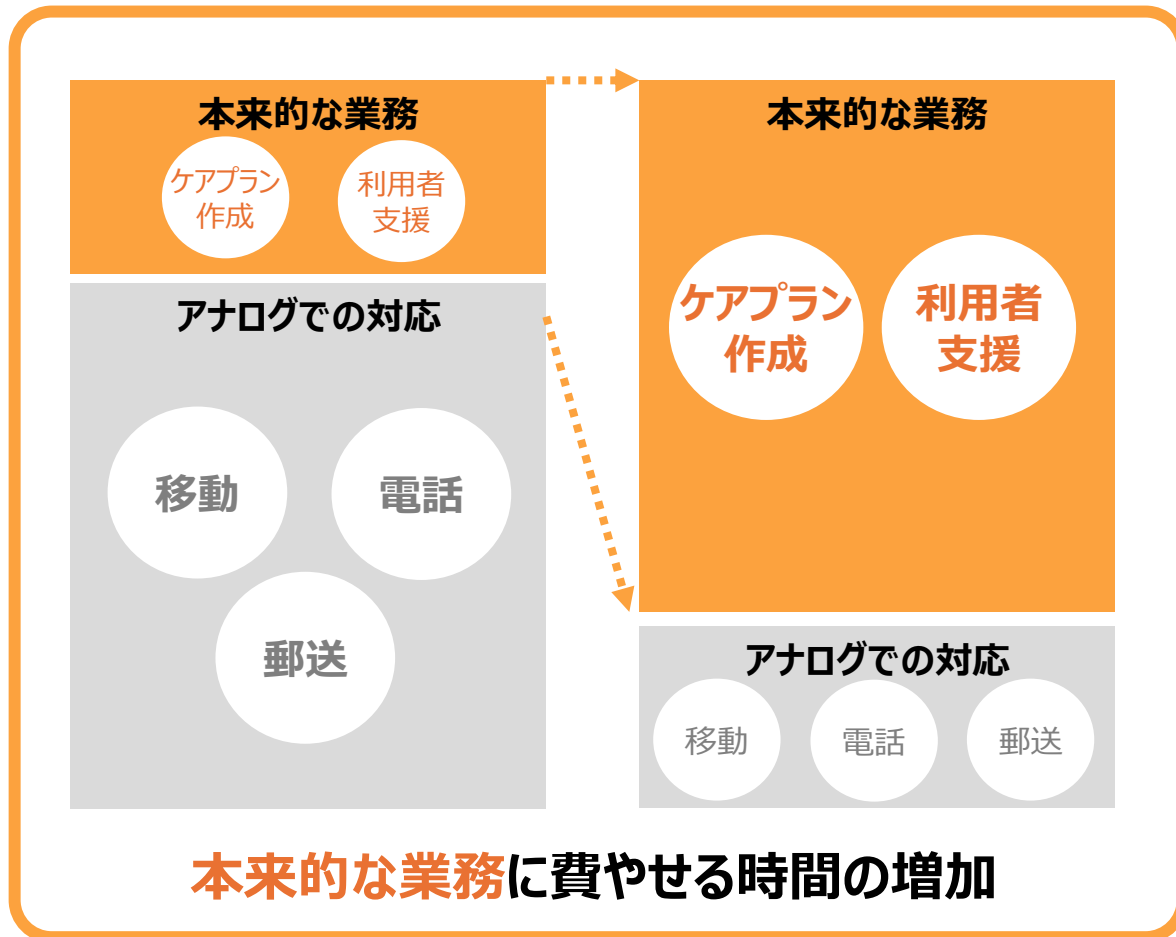 本来的な業務
ケアプラン
作成
利用者
支援
アナログでの対応
移動
電話
郵送
本来的な業務
ケアプラン
作成
利用者
支援
アナログでの対応
移動
電話
郵送
本来的な業務に費やせる時間の増加